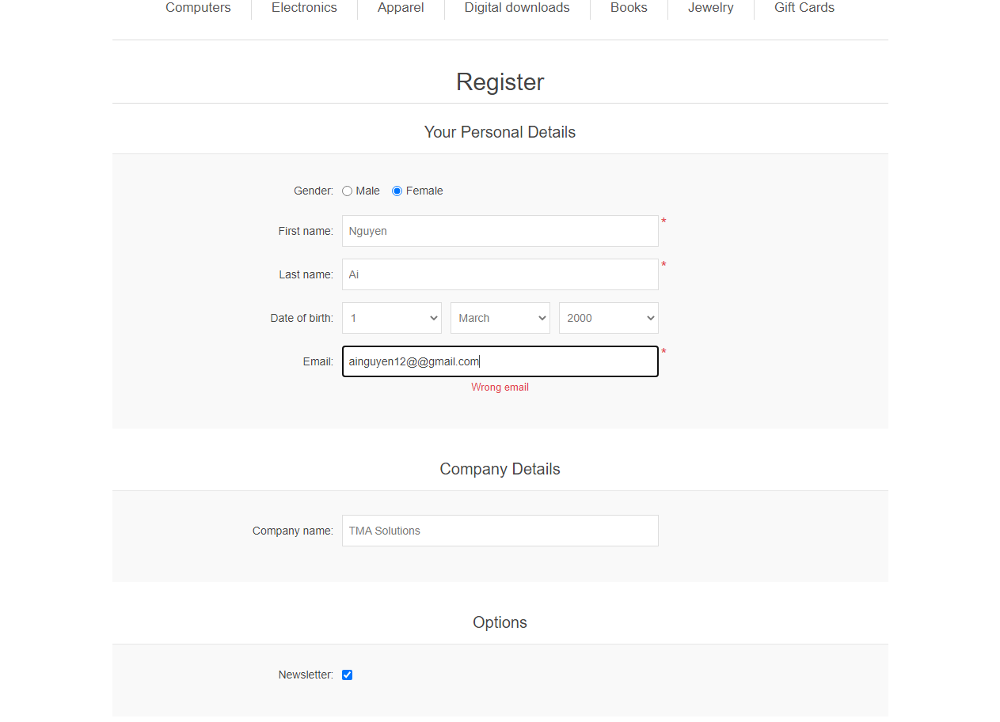 Computers Electronics Apparel Digital downloads Books Jewelry Gift Cards
Register
Your Personal Details
Gender: Male Female
First name: Nguyen *
Last name: Ai *
Date of birth: 1 March 2000
Email: ainguyen12@@gmail.com *
Wrong email
Company Details
Company name: TMA Solutions
Options
Newsletter: